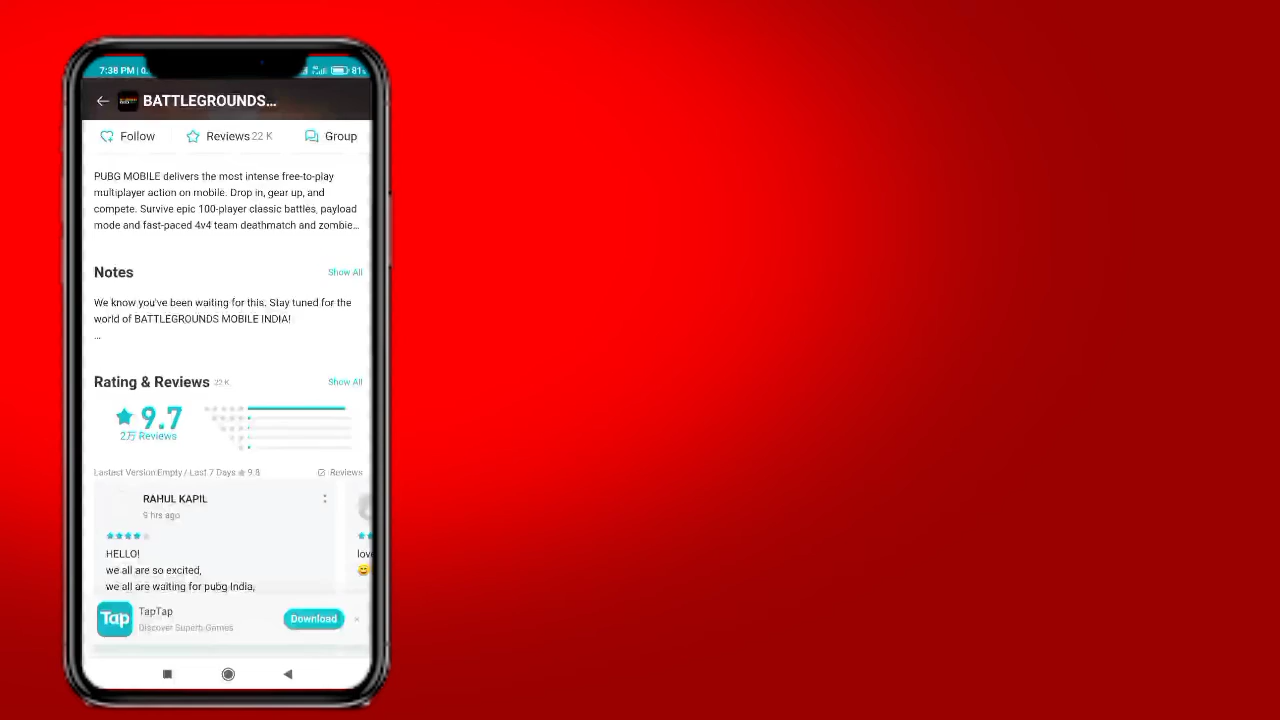 7:38 PM | 0.
81
BATTLEGROUNDS...
Follow
Reviews 22 K
Group
PUBG MOBILE delivers the most intense free-to-play
multiplayer action on mobile. Drop in, gear up, and
compete. Survive epic 100-player classic battles, payload
mode and fast-paced 4v4 team deathmatch and zombie...
Notes
Show All
We know you've been waiting for this. Stay tuned for the
world of BATTLEGROUNDS MOBILE INDIA!
...
Rating & Reviews 22 K
Show All
9.7
2万 Reviews
Lastest Version:Empty / Last 7 Days 9.8
Reviews
RAHUL KAPIL
9 hrs ago
HELLO!
we all are so excited,
we all are waiting for pubg India,
love
Tap
TapTap
Discover Superb Games
Download